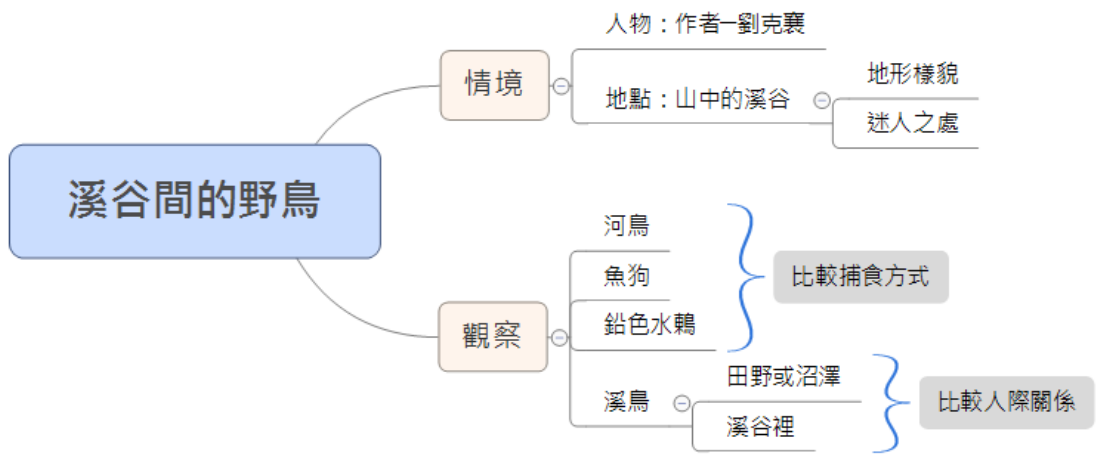 溪谷間的野鳥
情境
人物：作者─劉克襄
地點：山中的溪谷
地形樣貌
迷人之處
觀察
河鳥
魚狗
鉛色水鶇
比較捕食方式
溪鳥
田野或沼澤
溪谷裡
比較人際關係